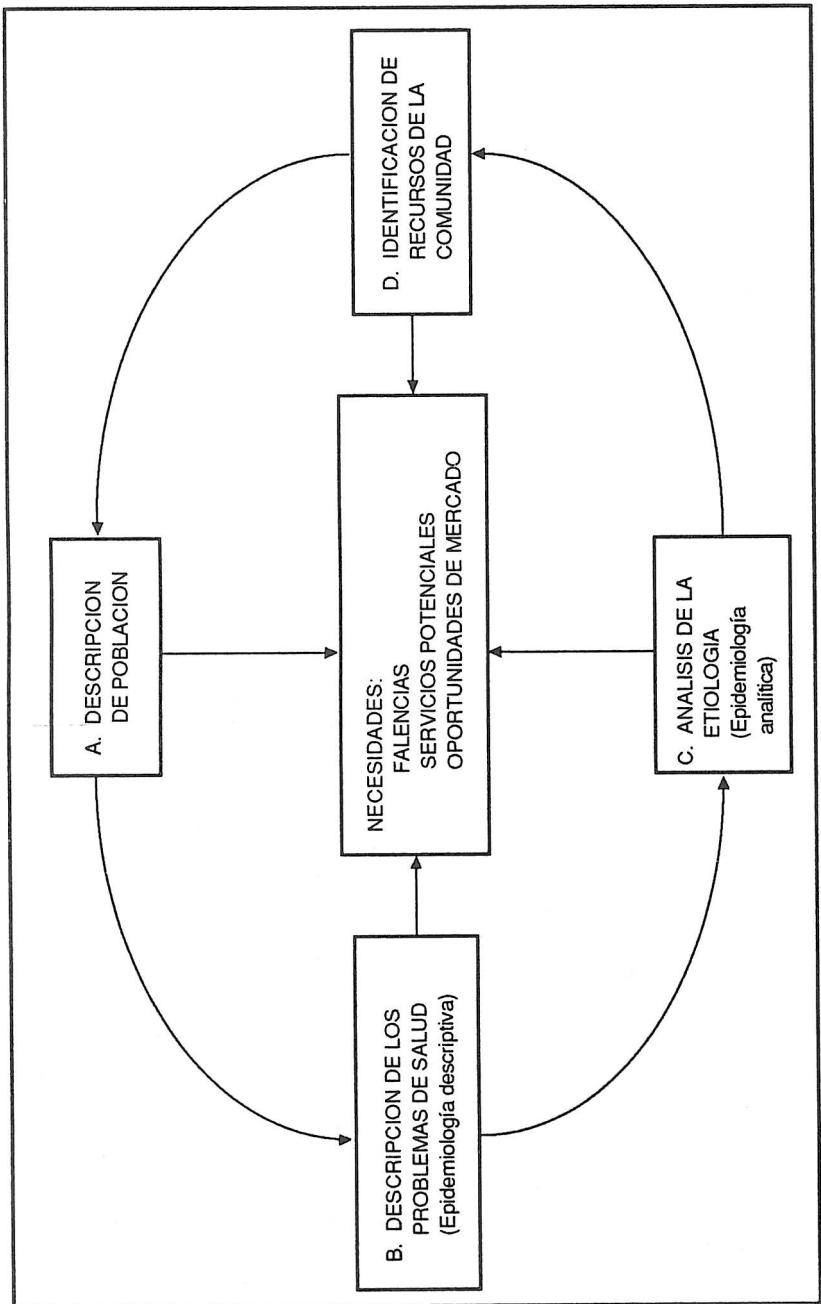 A. DESCRIPCION
DE POBLACION
B. DESCRIPCION DE LOS
PROBLEMAS DE SALUD
(Epidemiología descriptiva)
NECESIDADES:
FALENCIAS
SERVICIOS POTENCIALES
OPORTUNIDADES DE MERCADO
D. IDENTIFICACION DE
RECURSOS DE LA
COMUNIDAD
C. ANALISIS DE LA
ETIOLOGIA
(Epidemiología
analítica)